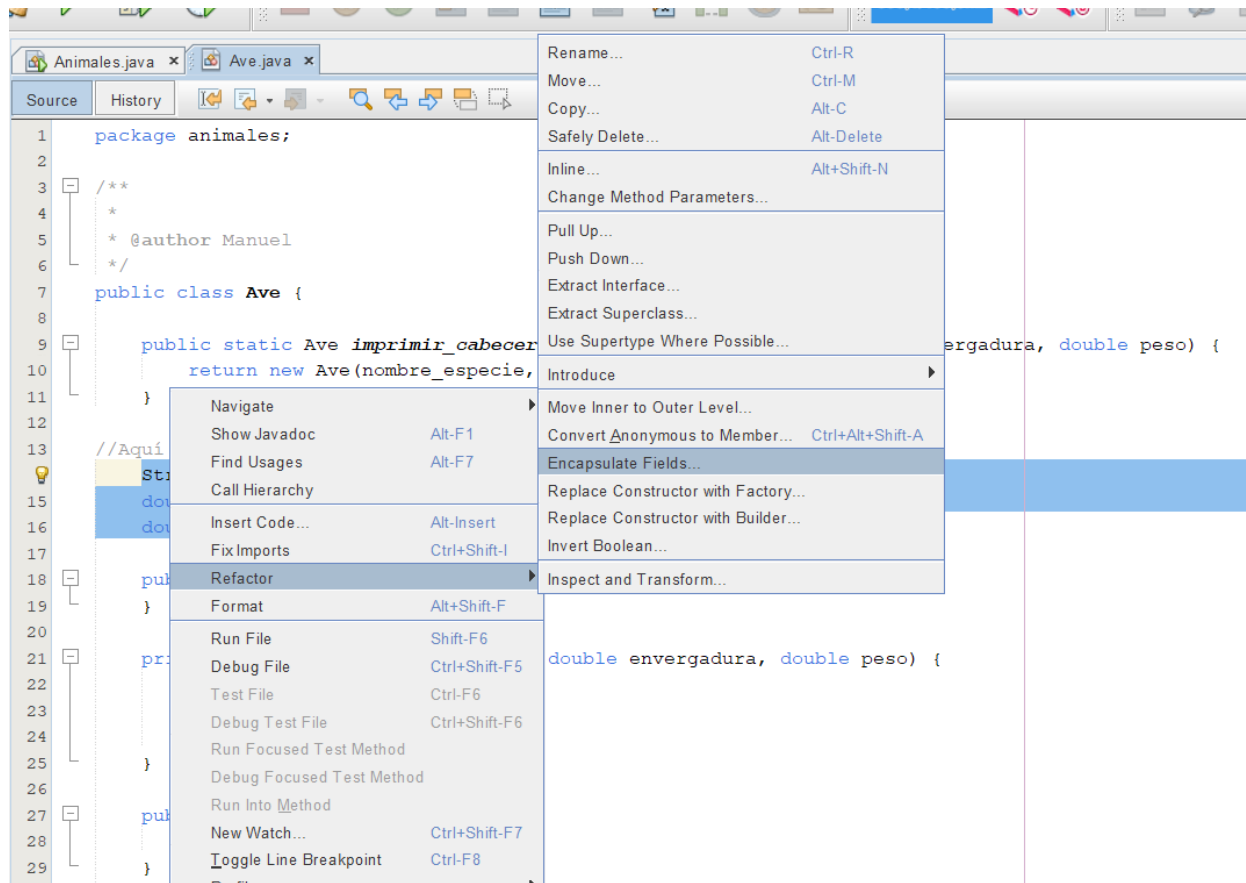 Animales.java
Ave.java
Source
History
1 package animales;
2
3 /**
4 *
5 * @author Manuel
6 */
7 public class Ave {
8
9 public static Ave imprimir_cabecer
ergadura, double peso) {
10 return new Ave(nombre_especie,
11 }
12
13 //Aquí
Str
15 dou
16 dou
17
18 pub
19 }
20
21 pri
double envergadura, double peso) {
22
23
24
25 }
26
27 pub
28
29 }
Navigate
Show Javadoc Alt-F1
Find Usages Alt-F7
Call Hierarchy
Insert Code... Alt-Insert
Fix Imports Ctrl+Shift-I
Refactor
Format Alt+Shift-F
Run File Shift-F6
Debug File Ctrl+Shift-F5
Test File Ctrl-F6
Debug Test File Ctrl+Shift-F6
Run Focused Test Method
Debug Focused Test Method
Run Into Method
New Watch... Ctrl+Shift-F7
Toggle Line Breakpoint Ctrl-F8
Rename... Ctrl-R
Move... Ctrl-M
Copy... Alt-C
Safely Delete... Alt-Delete
Inline... Alt+Shift-N
Change Method Parameters...
Pull Up...
Push Down...
Extract Interface...
Extract Superclass...
Use Supertype Where Possible...
Introduce
Move Inner to Outer Level...
Convert Anonymous to Member... Ctrl+Alt+Shift-A
Encapsulate Fields...
Replace Constructor with Factory...
Replace Constructor with Builder...
Invert Boolean...
Inspect and Transform...